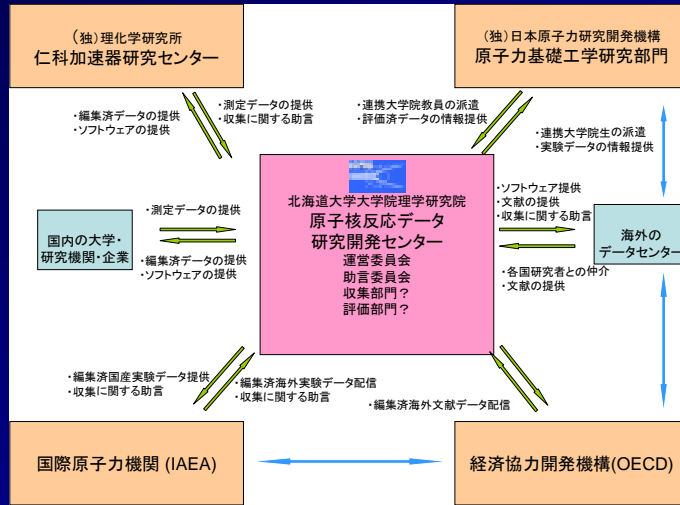 （独）理化学研究所
仁科加速器研究センター
（独）日本原子力研究開発機構
原子力基礎工学研究部門
・編集済データの提供
・ソフトウェアの提供
・測定データの提供
・収集に関する助言
・連携大学院教員の派遣
・評価済データの情報提供
・連携大学院生の派遣
・実験データの情報提供
北海道大学大学院理学研究院
原子核反応データ
研究開発センター
運営委員会
助言委員会
収集部門？
評価部門？
国内の大学・
研究機関・企業
・測定データの提供
・編集済データの提供
・ソフトウェアの提供
・ソフトウェア提供
・文献の提供
・収集に関する助言
海外の
データセンター
・各国研究者との仲介
・文献の提供
・編集済国産実験データ提供
・収集に関する助言
・編集済海外実験データ配信
・収集に関する助言
・編集済海外文献データ配信
国際原子力機関 (IAEA)
経済協力開発機構(OECD)